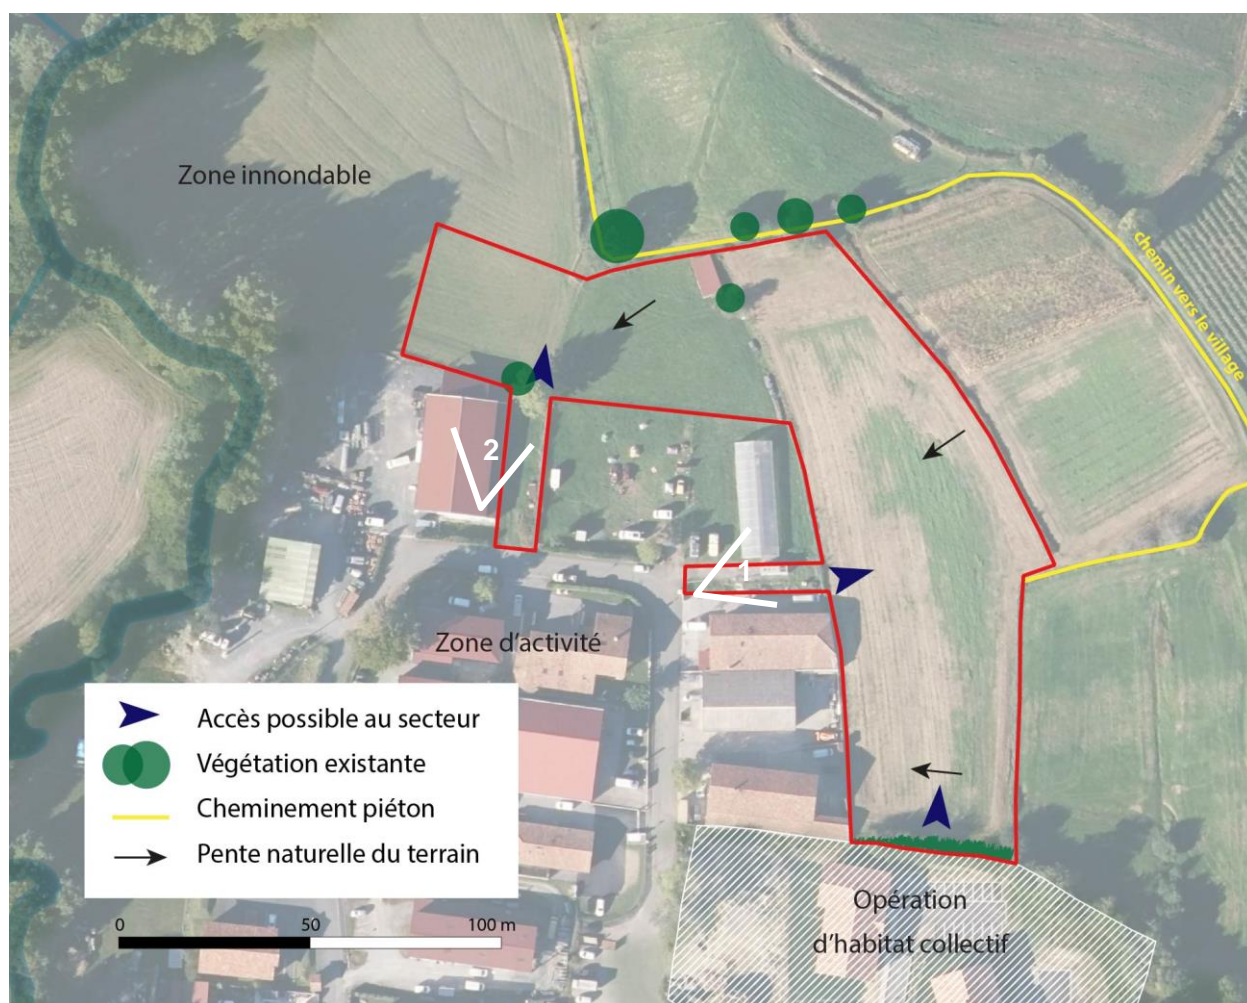 Zone innondable
chemin vers le village
2
1
Zone d'activité
Accès possible au secteur
Végétation existante
Cheminement piéton
Pente naturelle du terrain
0 50 100 m
Opération
d'habitat collectif